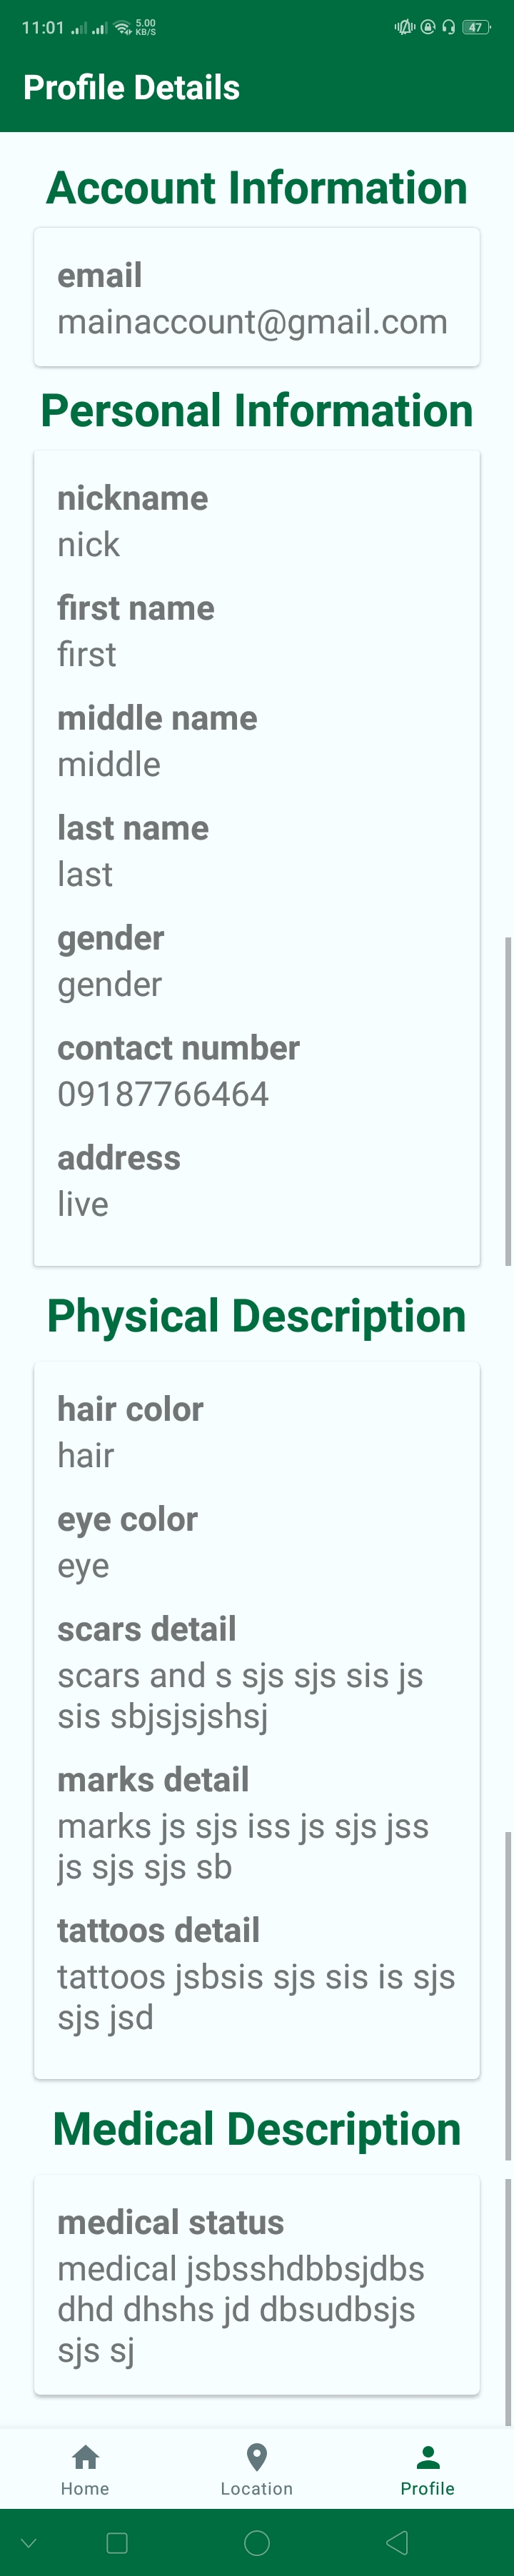 11:01
5.00
KB/S
47
Profile Details
Account Information
email
mainaccount@gmail.com
Personal Information
nickname
nick
first name
first
middle name
middle
last name
last
gender
gender
contact number
09187766464
address
live
Physical Description
hair color
hair
eye color
eye
scars detail
scars and s sjs sjs sis js
sis sbjsjsjshsj
marks detail
marks js sjs iss js sjs jss
js sjs sjs sb
tattoos detail
tattoos jsbsis sjs sis is sjs
sjs jsd
Medical Description
medical status
medical jsbsshdbbsjdbs
dhd dhshs jd dbsudbsjs
sjs sj
Home
Location
Profile